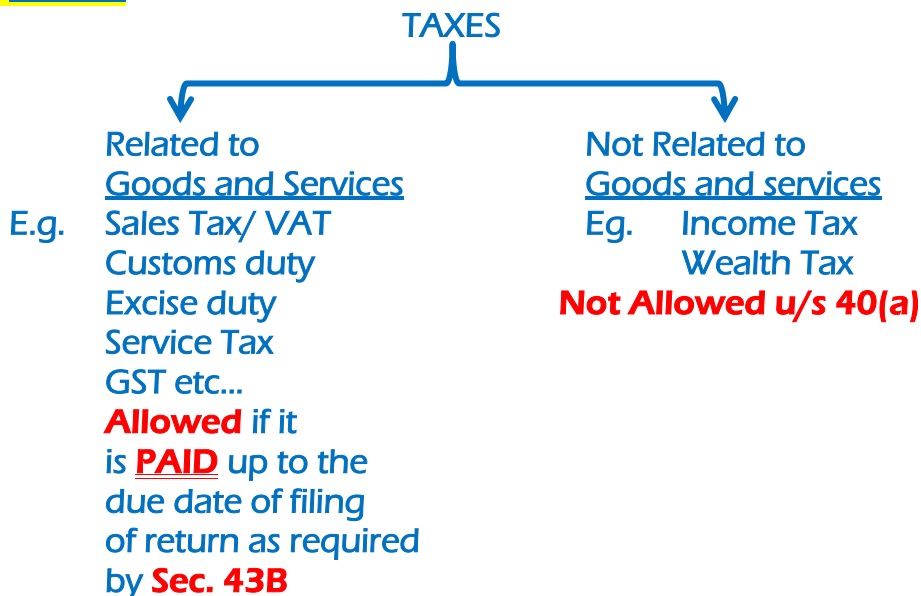 TAXES
Related to
Goods and Services
E.g. Sales Tax/ VAT
Customs duty
Excise duty
Service Tax
GST etc...
Allowed if it
is PAID up to the
due date of filing
of return as required
by Sec. 43B
Not Related to
Goods and services
Eg. Income Tax
Wealth Tax
Not Allowed u/s 40(a)